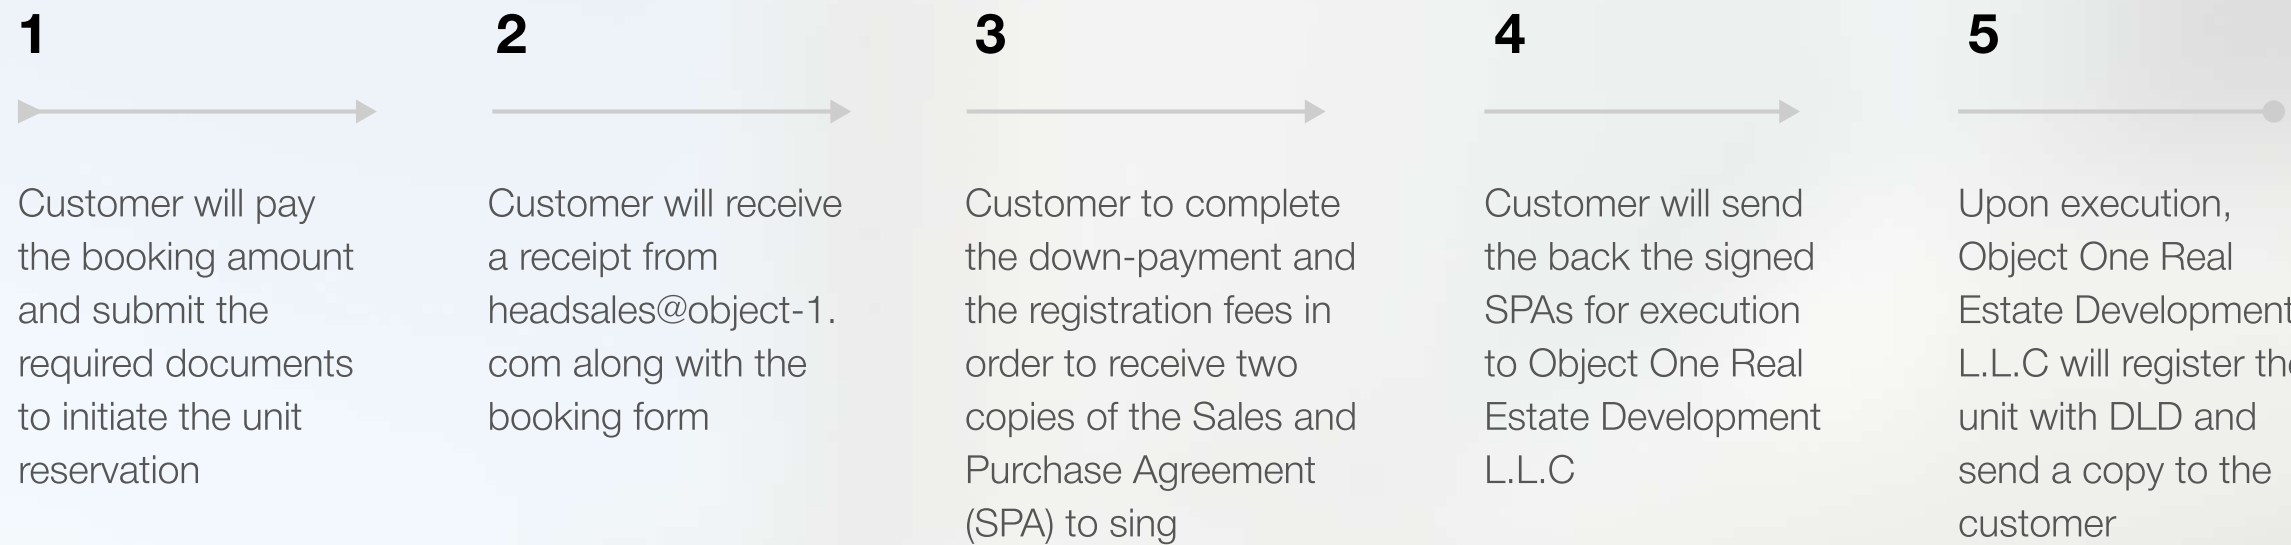 1
Customer will pay
the booking amount
and submit the
required documents
to initiate the unit
reservation
2
Customer will receive
a receipt from
headsales@object-1.
com along with the
booking form
3
Customer to complete
the down-payment and
the registration fees in
order to receive two
copies of the Sales and
Purchase Agreement
(SPA) to sing
4
Customer will send
the back the signed
SPAs for execution
to Object One Real
Estate Development
L.L.C
5
Upon execution,
Object One Real
Estate Development
L.L.C will register the
unit with DLD and
send a copy to the
customer